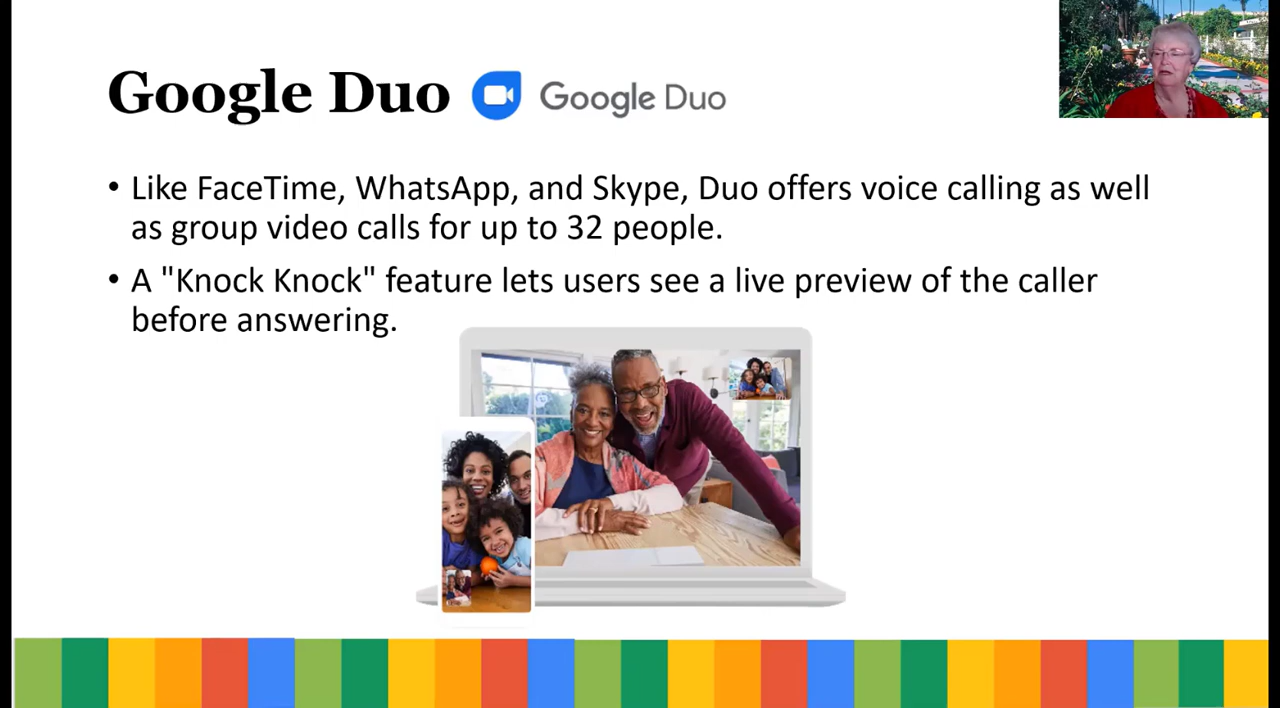 Google Duo Google Duo
• Like FaceTime, WhatsApp, and Skype, Duo offers voice calling as well
as group video calls for up to 32 people.
• A "Knock Knock" feature lets users see a live preview of the caller
before answering.